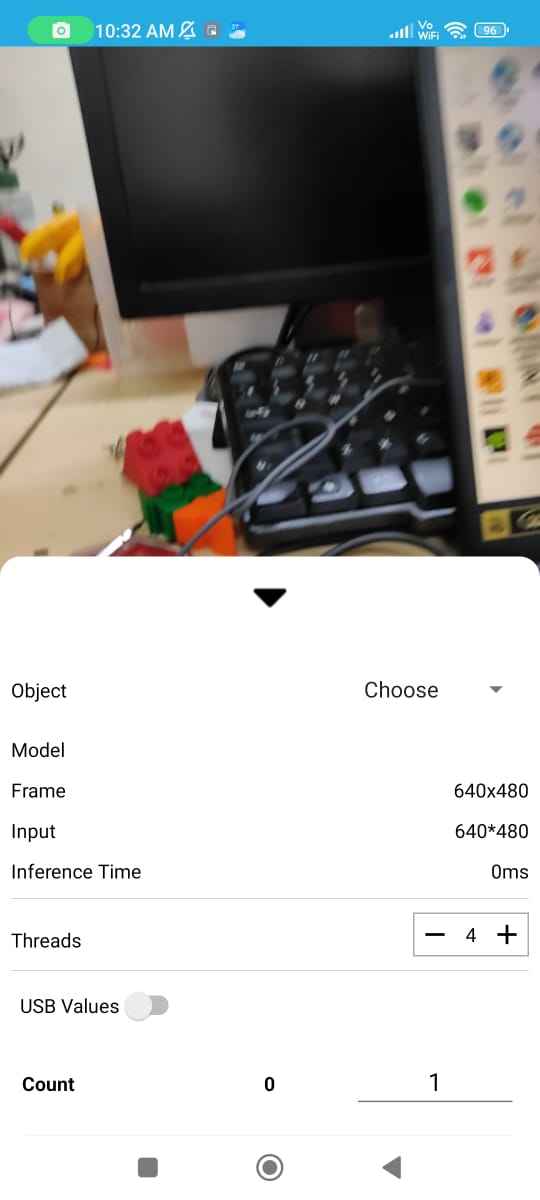 10:32 AM Vo WiFi 96
31°
Object Choose
Model
Frame 640x480
Input 640*480
Inference Time 0ms
Threads 4
USB Values
Count 0 1